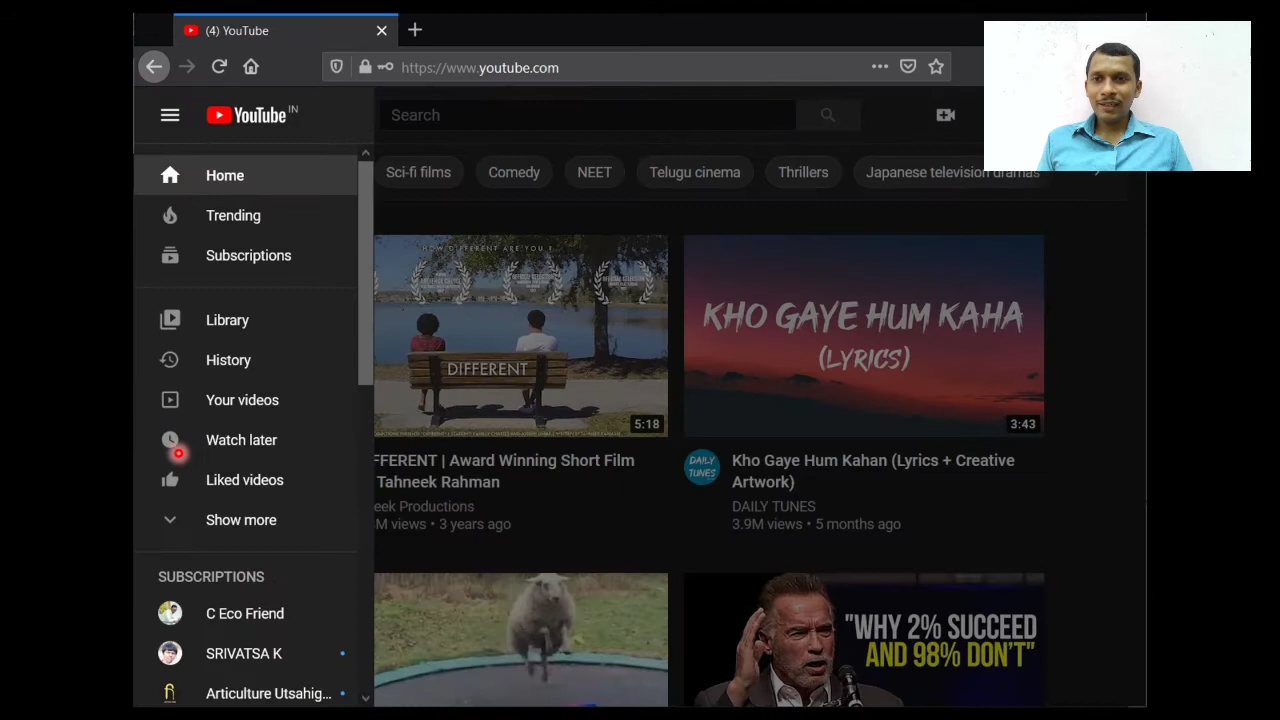 (4) YouTube
https://www.youtube.com
YouTube IN
Search
Home
Trending
Subscriptions
Library
History
Your videos
Watch later
Liked videos
Show more
SUBSCRIPTIONS
C Eco Friend
SRIVATSA K
Articulture Utsahig...
Sci-fi films
Comedy
NEET
Telugu cinema
Thrillers
Japanese television dramas
HOW DIFFERENT ARE YOU ?
DIFFERENT
5:18
FFERENT | Award Winning Short Film
Tahneek Rahman
eek Productions
M views • 3 years ago
KHO GAYE HUM KAHA
(LYRICS)
3:43
DAILY
TUNES
Kho Gaye Hum Kahan (Lyrics + Creative
Artwork)
DAILY TUNES
3.9M views • 5 months ago
"WHY 2% SUCCEED
AND 98% DON'T"